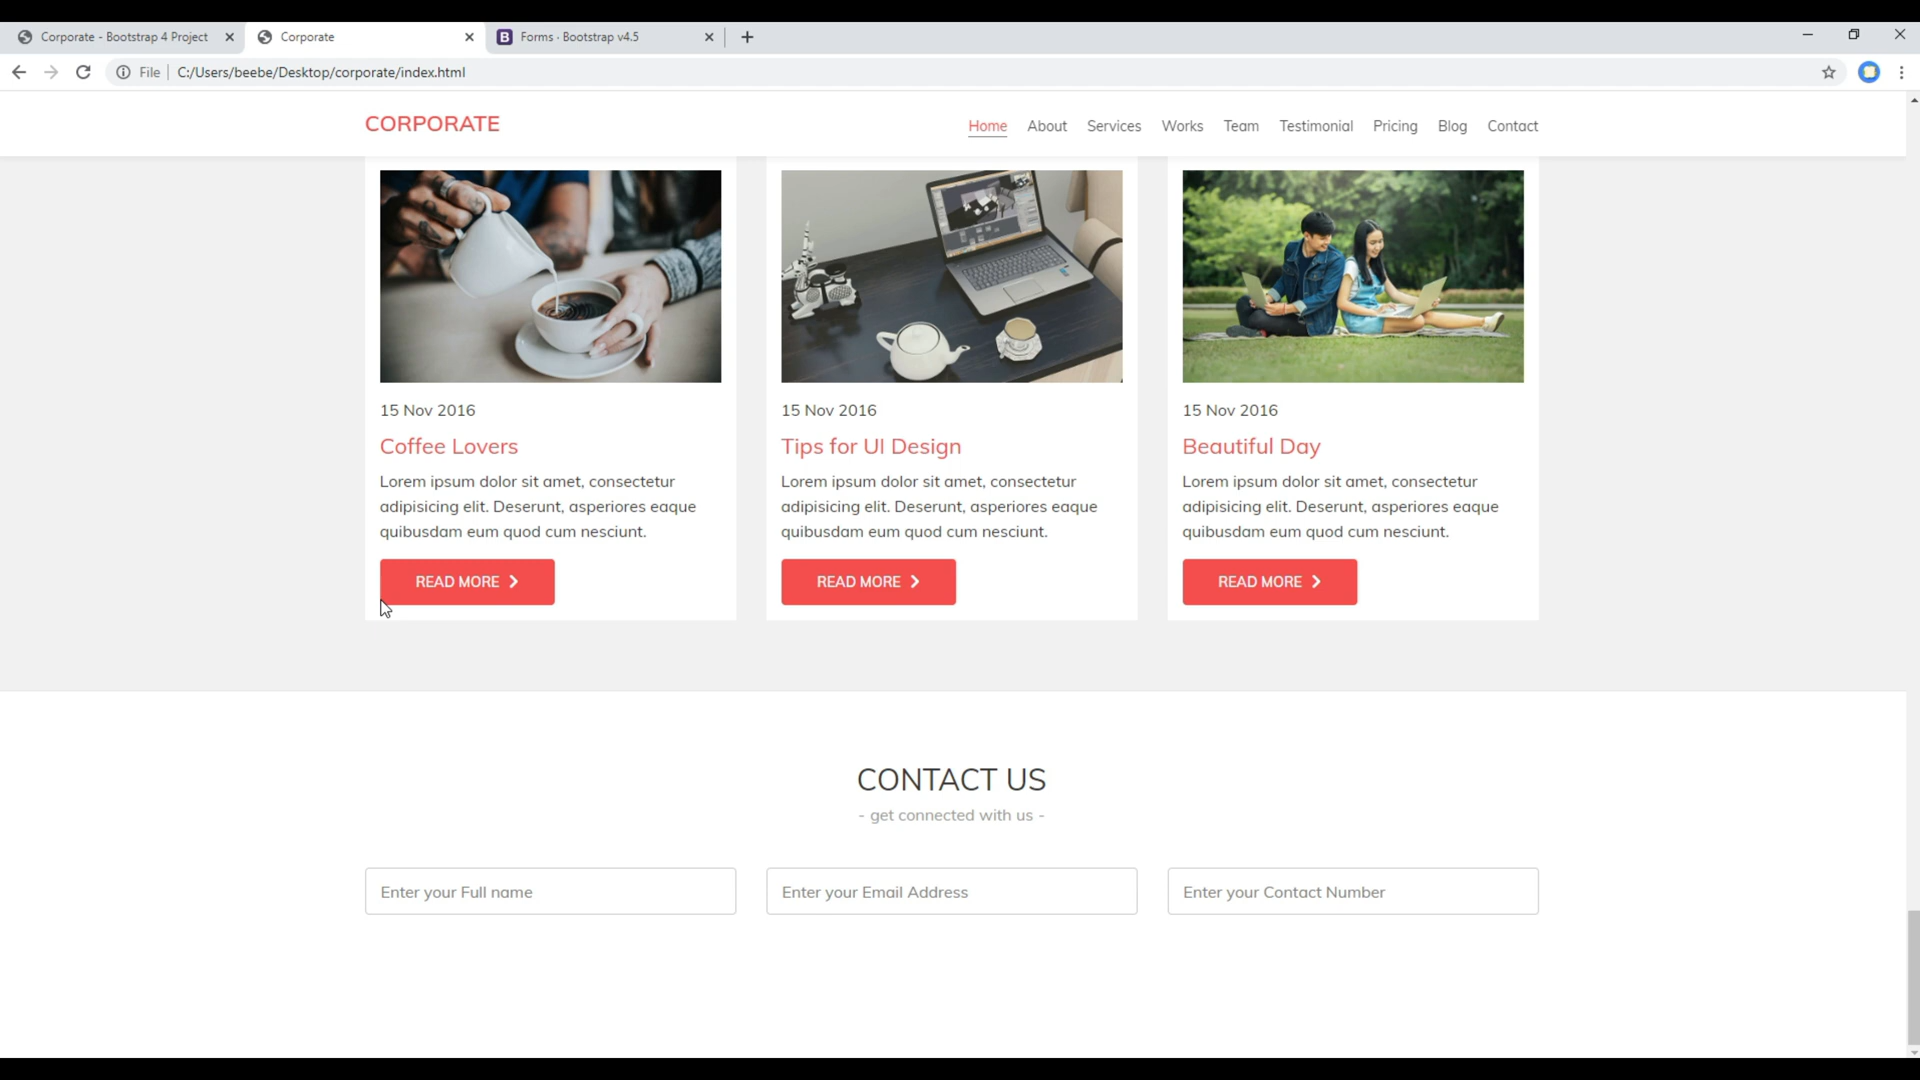 Corporate - Bootstrap 4 Project
Corporate
Forms · Bootstrap v4.5
File
C:/Users/beebe/Desktop/corporate/index.html
CORPORATE
Home
About
Services
Works
Team
Testimonial
Pricing
Blog
Contact
15 Nov 2016
Coffee Lovers
Lorem ipsum dolor sit amet, consectetur
adipisicing elit. Deserunt, asperiores eaque
quibusdam eum quod cum nesciunt.
READ MORE
15 Nov 2016
Tips for UI Design
Lorem ipsum dolor sit amet, consectetur
adipisicing elit. Deserunt, asperiores eaque
quibusdam eum quod cum nesciunt.
READ MORE
15 Nov 2016
Beautiful Day
Lorem ipsum dolor sit amet, consectetur
adipisicing elit. Deserunt, asperiores eaque
quibusdam eum quod cum nesciunt.
READ MORE
CONTACT US
- get connected with us -
Enter your Full name
Enter your Email Address
Enter your Contact Number